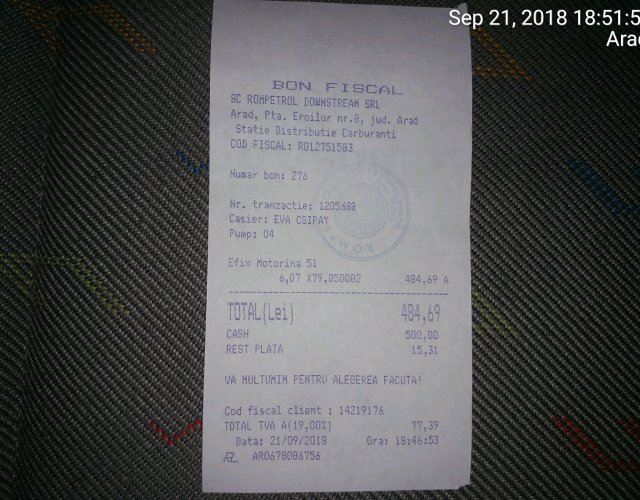 Sep 21, 2018 18:51:5
Arad
BON FISCAL
SC ROMPETROL DOWNSTREAM SRL
Arad, Pta. Eroilor nr.8, jud. Arad
Statie Distributie Carburanti
COD FISCAL: RO12751583
Numar bon: 276
Nr. tranzactie: 1205688
Casier: EVA CSIPAY
Pump: 04
Efix Motorina 51
6,07 X79,850082 484,69 A
TOTAL(Lei) 484,69
CASH 500,00
REST PLATA 15,31
VA MULTUMIM PENTRU ALEGEREA FACUTA!
Cod fiscal client : 14219176
TOTAL TVA A(19,00%) 77,39
Data: 21/09/2018 Ora: 18:46:53
AR0678086756